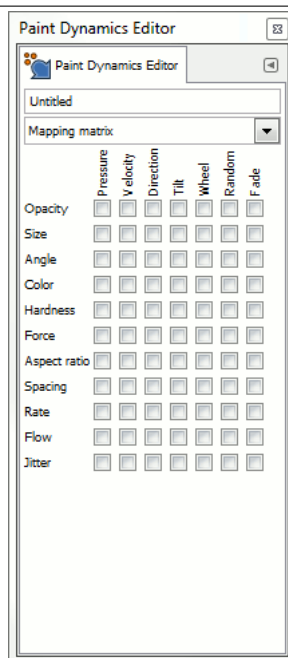 Paint Dynamics Editor
Paint Dynamics Editor
Untitled
Mapping matrix
Pressure Velocity Direction Tilt Wheel Random Fade
Opacity
Size
Angle
Color
Hardness
Force
Aspect ratio
Spacing
Rate
Flow
Jitter